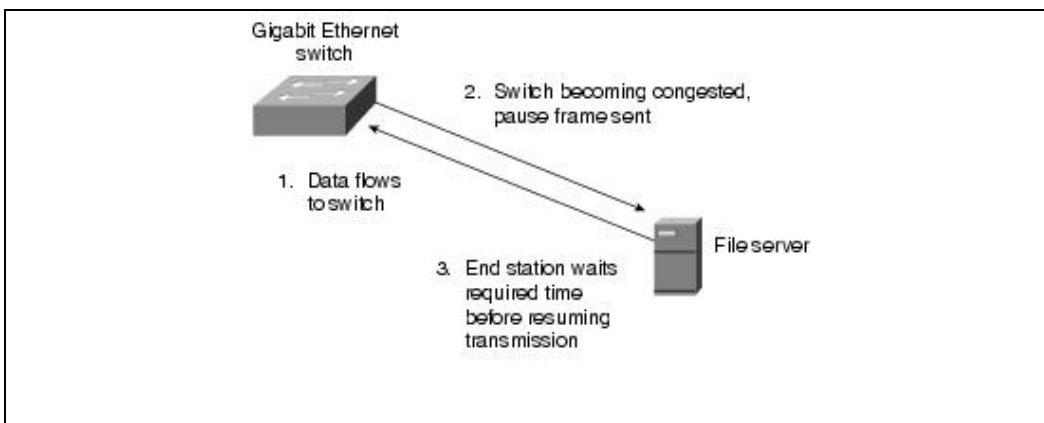 Gigabit Ethernet
switch
2. Switch becoming congested,
pause frame sent
1. Data flows
to switch
File server
3. End station waits
required time
before resuming
transmission